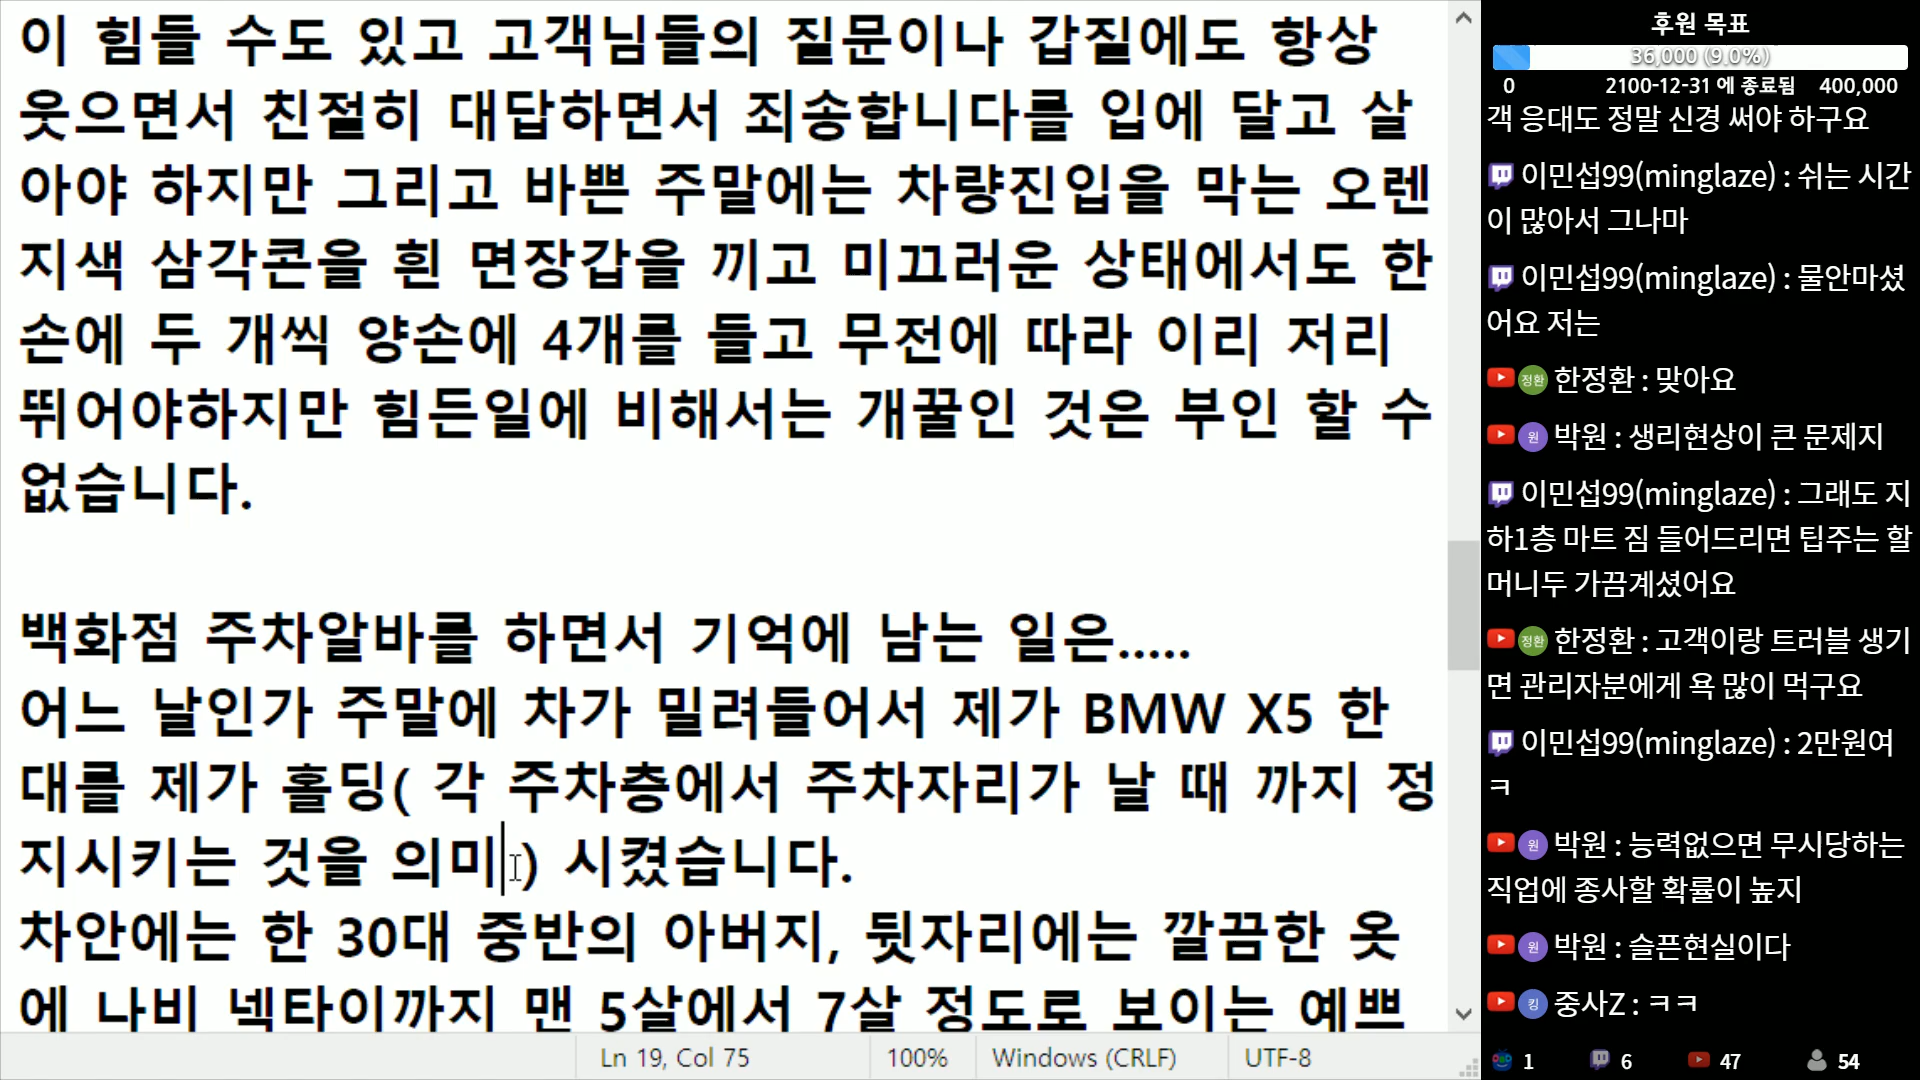 이 힘들 수도 있고 고객님들의 질문이나 갑질에도 항상
웃으면서 친절히 대답하면서 죄송합니다를 입에 달고 살
아야 하지만 그리고 바쁜 주말에는 차량진입을 막는 오렌
지색 삼각콘을 흰 면장갑을 끼고 미끄러운 상태에서도 한
손에 두 개씩 양손에 4개를 들고 무전에 따라 이리 저리
뛰어야하지만 힘든일에 비해서는 개꿀인 것은 부인 할 수
없습니다.
백화점 주차알바를 하면서 기억에 남는 일은.....
어느 날인가 주말에 차가 밀려들어서 제가 BMW X5 한
대를 제가 홀딩( 각 주차층에서 주차자리가 날 때 까지 정
지시키는 것을 의미) 시켰습니다.
차안에는 한 30대 중반의 아버지, 뒷자리에는 깔끔한 옷
에 나비 넥타이까지 맨 5살에서 7살 정도로 보이는 예쁘
Ln 19, Col 75
100%
Windows (CRLF)
UTF-8
후원 목표
36,000 (9.0%)
0 2100-12-31 에 종료됨 400,000
객 응대도 정말 신경 써야 하구요
이민섭99(minglaze) : 쉬는 시간
이 많아서 그나마
이민섭99(minglaze) : 물안마셨
어요 저는
정환 한정환 : 맞아요
원 박원 : 생리현상이 큰 문제지
이민섭99(minglaze) : 그래도 지
하1층 마트 짐 들어드리면 팁주는 할
머니두 가끔계셨어요
정환 한정환 : 고객이랑 트러블 생기
면 관리자분에게 욕 많이 먹구요
이민섭99(minglaze) : 2만원여
ㅋ
원 박원 : 능력없으면 무시당하는
직업에 종사할 확률이 높지
원 박원 : 슬픈현실이다
킹 중사Z : ㅋㅋ
1 6 47 54